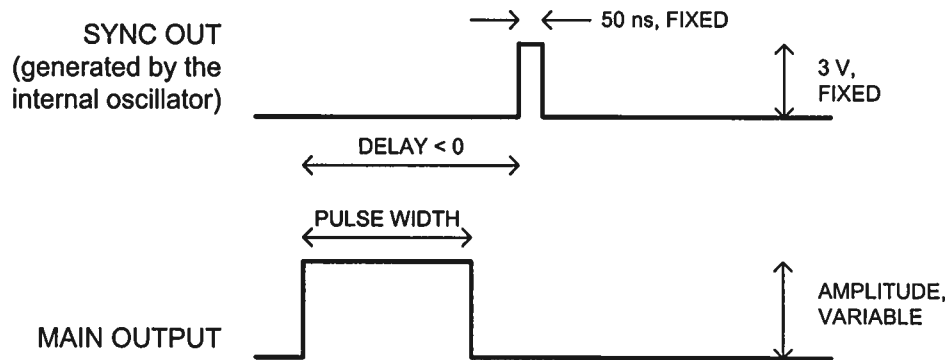 50 ns, FIXED
SYNC OUT
(generated by the
internal oscillator)
3 V,
FIXED
DELAY < 0
PULSE WIDTH
AMPLITUDE,
VARIABLE
MAIN OUTPUT